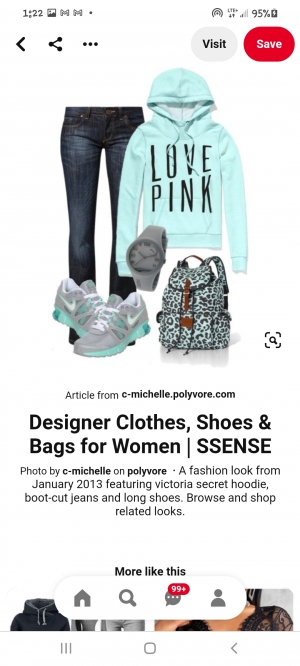 1:22
LTE+
95%
Visit
Save
LOVE
PINK
Article from c-michelle.polyvore.com
Designer Clothes, Shoes &
Bags for Women | SSENSE
Photo by c-michelle on polyvore · A fashion look from
January 2013 featuring victoria secret hoodie,
boot-cut jeans and long shoes. Browse and shop
related looks.
More like this
99+